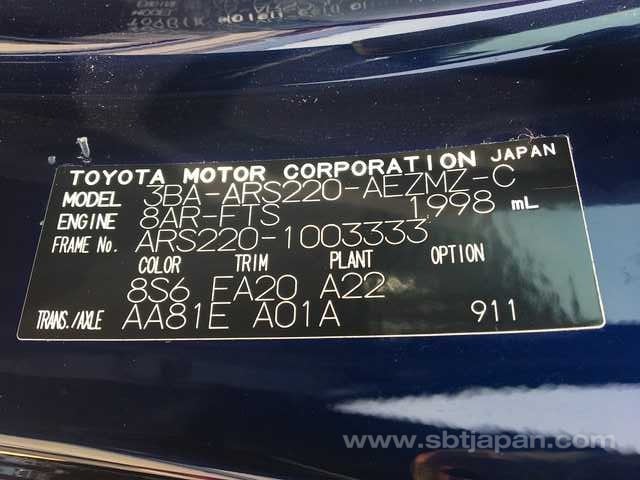 TOYOTA MOTOR CORPORATION JAPAN
MODEL 3BA-ARS220-AEZMZ-C
ENGINE 8AR-FTS 1998 mL
FRAME No. ARS220-1003333
COLOR TRIM PLANT OPTION
8S6 EA20 A22
TRANS./AXLE AA81E A01A 911
www.sbtjapan.com